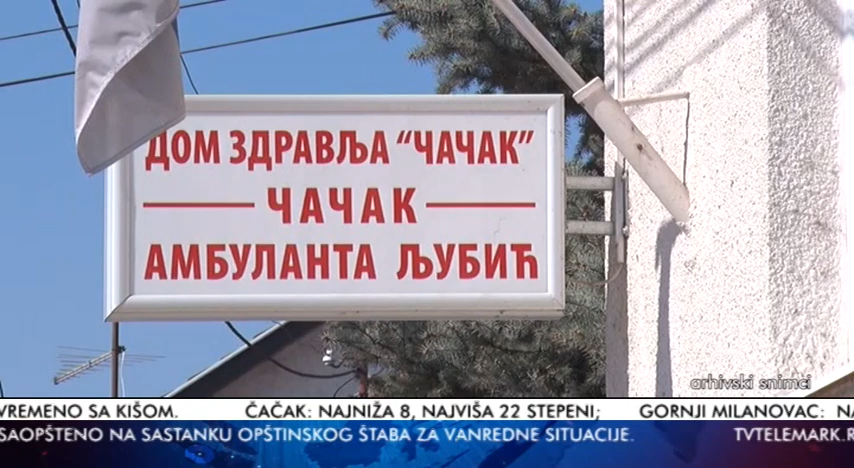 ДОМ ЗДРАВЉА “ЧАЧАК”
ЧАЧАК
АМБУЛАНТА ЉУБИЋ
arhivski snimci
VREMENO SA KIŠOM. ČAČAK: NAJNIŽA 8, NAJVIŠA 22 STEPENI; GORNJI MILANOVAC:
SAOPŠTENO NA SASTANKU OPŠTINSKOG ŠTABA ZA VANREDNE SITUACIJE. TVTELEMARK.R